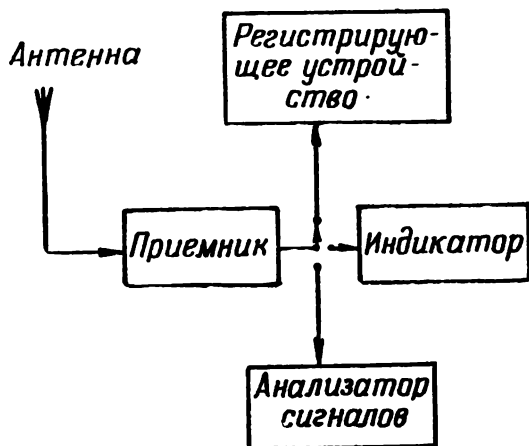 Антенна
Регистрирую-
щее устрой-
ство
Приемник
Индикатор
Анализатор
сигналов